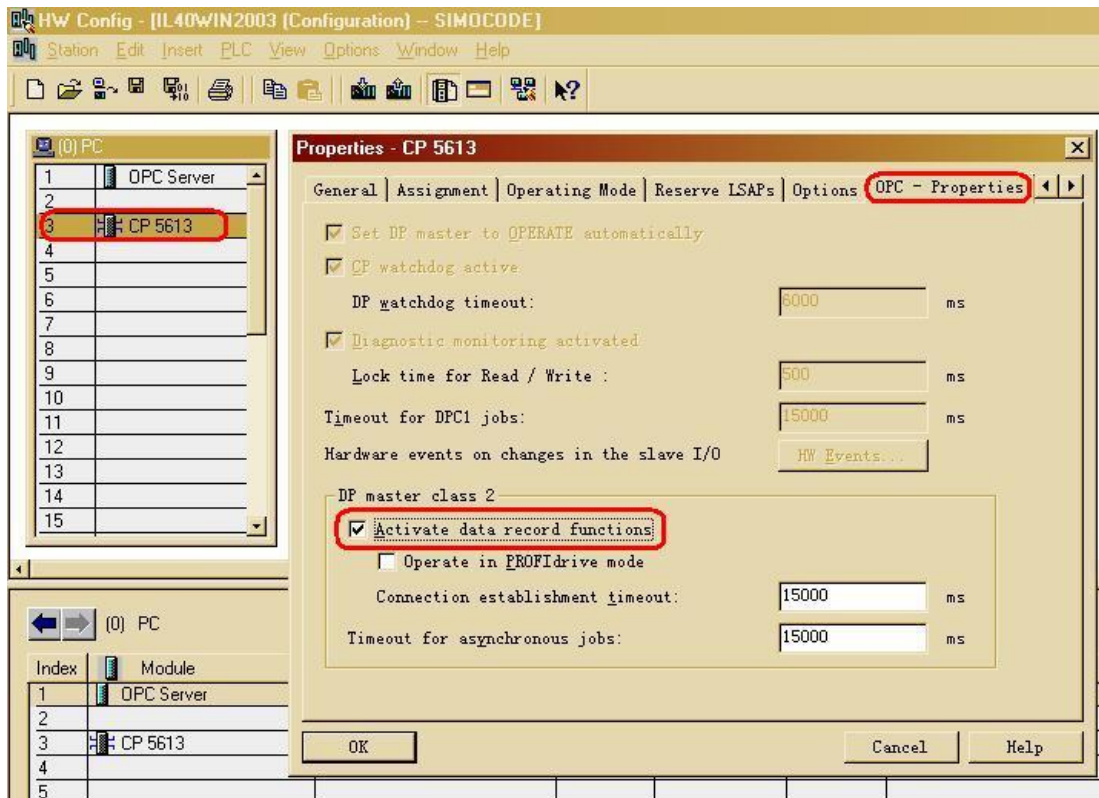 HW Config - [IL40WIN2003 (Configuration) -- SIMOCODE]
Station Edit Insert PLC View Options Window Help
(0) PC
1 OPC Server
2
3 CP 5613
4
5
6
7
8
9
10
11
12
13
14
15
Properties - CP 5613
General Assignment Operating Mode Reserve LSAPs Options OPC - Properties
Set DP master to OPERATE automatically
CP watchdog active
DP watchdog timeout: 6000 ms
Diagnostic monitoring activated
Lock time for Read / Write : 500 ms
Timeout for DPC1 jobs: 15000 ms
Hardware events on changes in the slave I/O HW Events...
DP master class 2
Activate data record functions
Operate in PROFIdrive mode
Connection establishment timeout: 15000 ms
Timeout for asynchronous jobs: 15000 ms
OK Cancel Help
(0) PC
Index Module
1 OPC Server
2
3 CP 5613
4
5